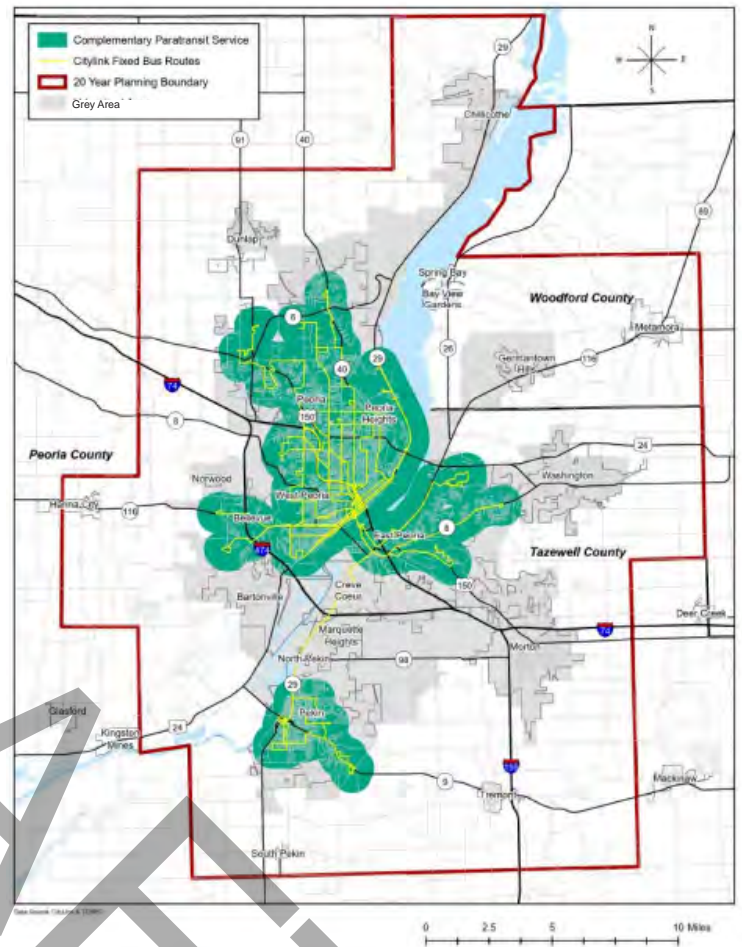 Complementary Paratransit Service
Citylink Fixed Bus Routes
20 Year Planning Boundary
Grey Area
N
W E
S
29
Chillicothe
91
40
89
Dunlap
Spring Bay
Bay View
Gardens
Woodford County
6
Metamora
29
26
Germantown
Hills
116
40
74
Peoria
150
Peoria
Heights
8
24
Peoria County
Norwood
Washington
West Peoria
Hanna City
116
Bellevue
8
East Peoria
474
Tazewell County
150
Creve
Coeur
Bartonville
Deer Creek
Marquette
Heights
74
Morton
North Pekin
98
29
Glasford
Pekin
24
Kingston
Mines
155
9
Mackinaw
Tremont
South Pekin
0 2.5 5 10 Miles